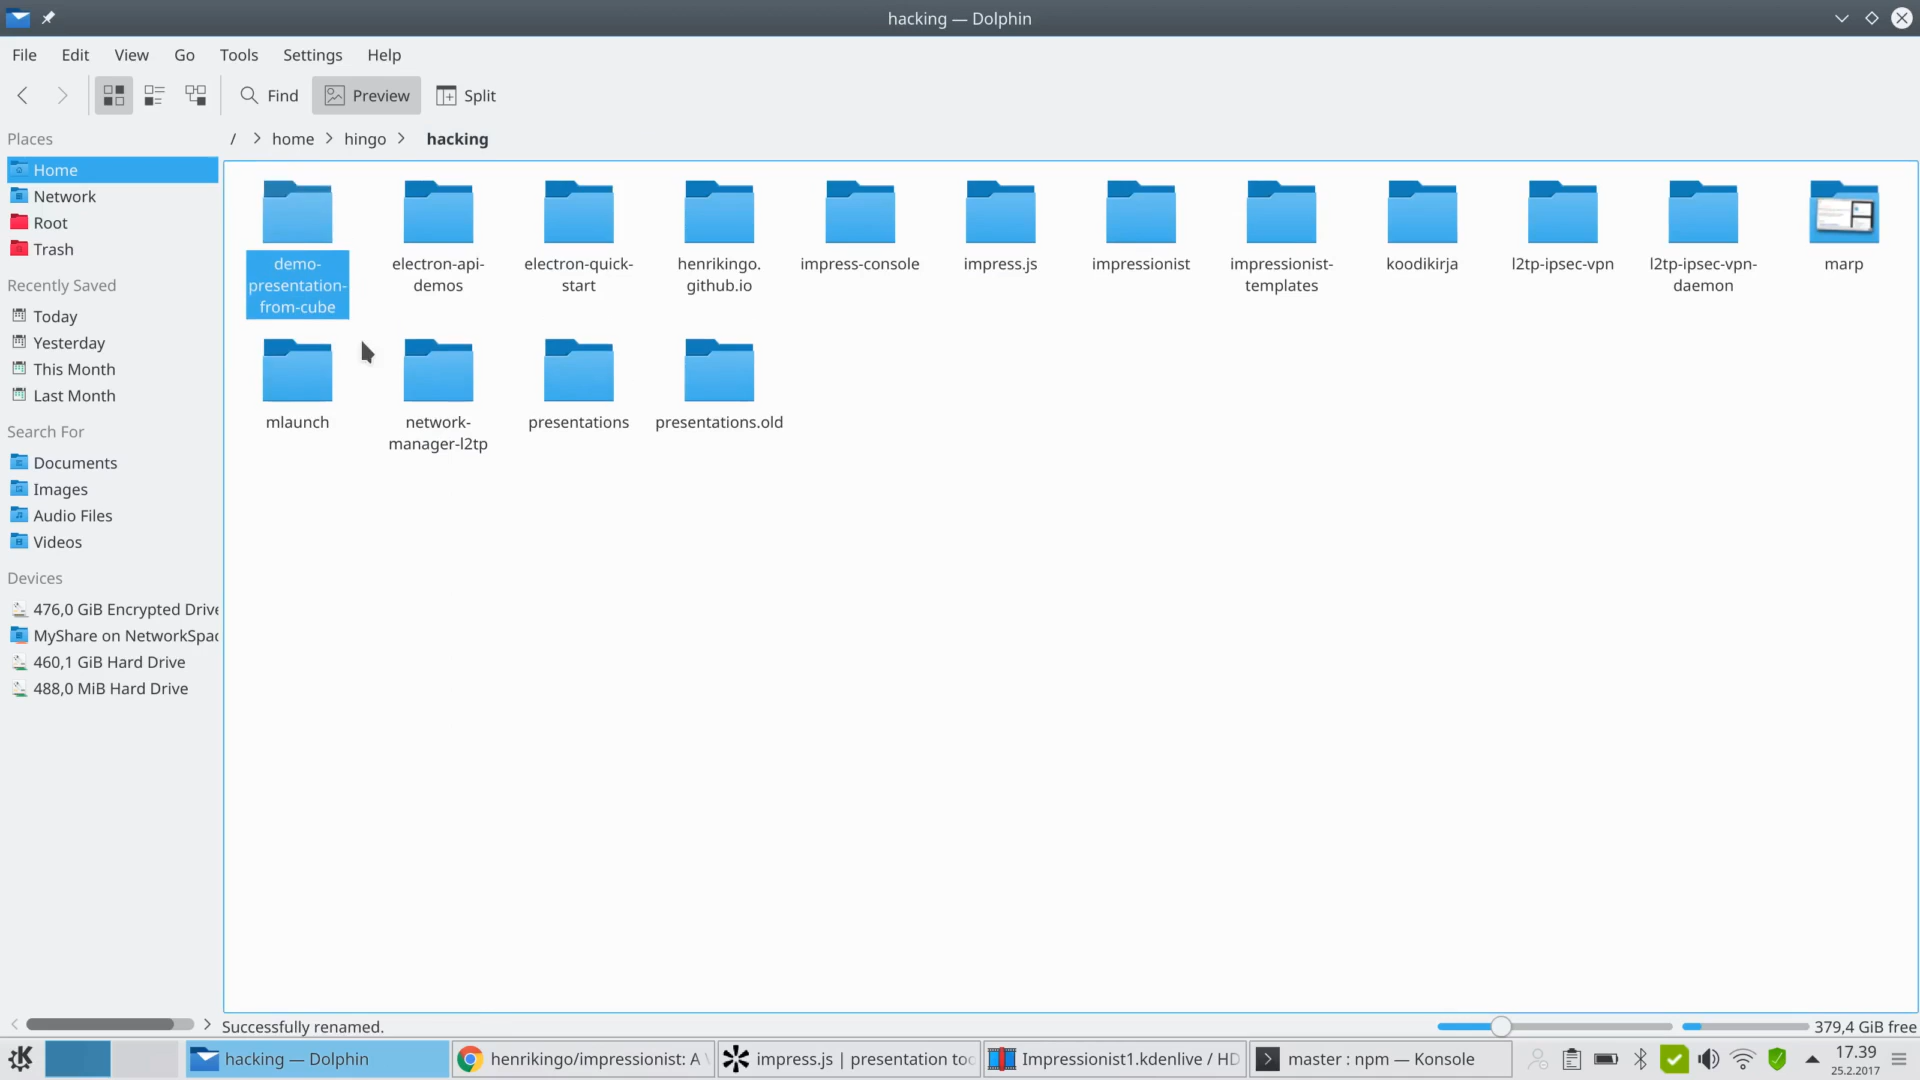 hacking — Dolphin
File Edit View Go Tools Settings Help
Find Preview Split
Places
/ > home > hingo > hacking
Home
Network
Root
Trash
Recently Saved
Today
Yesterday
This Month
Last Month
Search For
Documents
Images
Audio Files
Videos
Devices
476,0 GiB Encrypted Drive
MyShare on NetworkSpac
460,1 GiB Hard Drive
488,0 MiB Hard Drive
demo-
presentation-
from-cube
electron-api-
demos
electron-quick-
start
henrikingo.
github.io
impress-console
impress.js
impressionist
impressionist-
templates
koodikirja
l2tp-ipsec-vpn
l2tp-ipsec-vpn-
daemon
marp
mlaunch
network-
manager-l2tp
presentations
presentations.old
Successfully renamed.
379,4 GiB free
hacking — Dolphin
henrikingo/impressionist: A
impress.js | presentation too
Impressionist1.kdenlive / HD
master : npm — Konsole
17.39
25.2.2017